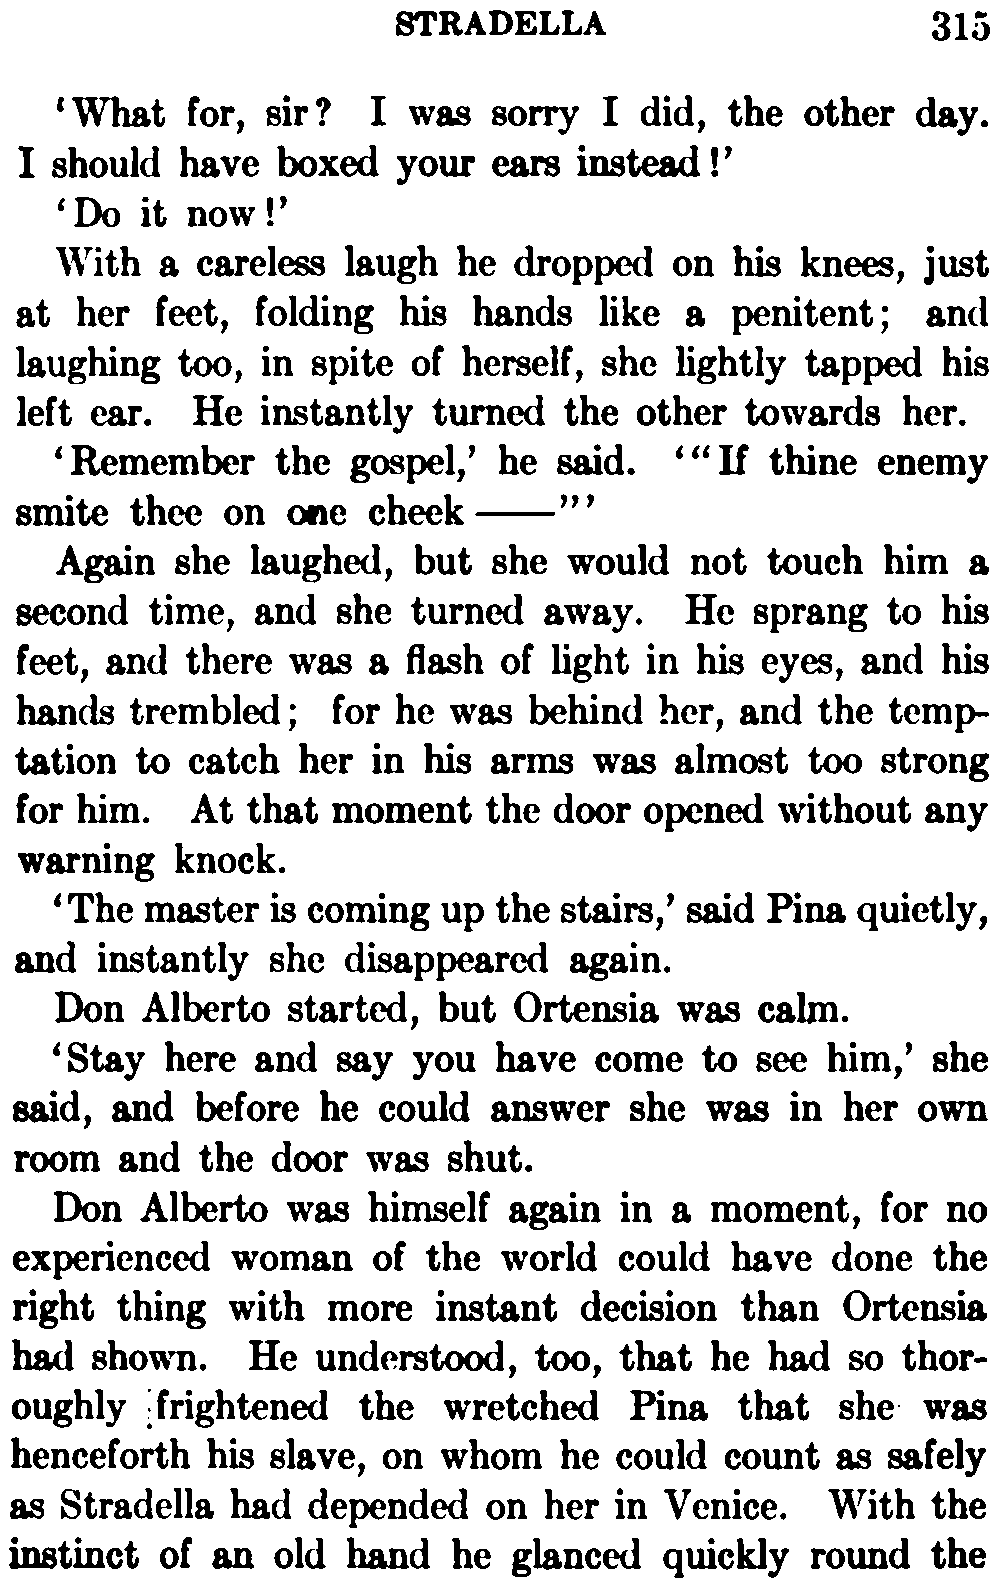 STRADELLA 315
‘What for, sir? I was sorry I did, the other day.
I should have boxed your ears instead!’
‘Do it now!’
With a careless laugh he dropped on his knees, just
at her feet, folding his hands like a penitent; and
laughing too, in spite of herself, she lightly tapped his
left ear. He instantly turned the other towards her.
‘Remember the gospel,’ he said. ‘“If thine enemy
smite thee on one cheek ——”’
Again she laughed, but she would not touch him a
second time, and she turned away. He sprang to his
feet, and there was a flash of light in his eyes, and his
hands trembled; for he was behind her, and the temp-
tation to catch her in his arms was almost too strong
for him. At that moment the door opened without any
warning knock.
‘The master is coming up the stairs,’ said Pina quietly,
and instantly she disappeared again.
Don Alberto started, but Ortensia was calm.
‘Stay here and say you have come to see him,’ she
said, and before he could answer she was in her own
room and the door was shut.
Don Alberto was himself again in a moment, for no
experienced woman of the world could have done the
right thing with more instant decision than Ortensia
had shown. He understood, too, that he had so thor-
oughly frightened the wretched Pina that she was
henceforth his slave, on whom he could count as safely
as Stradella had depended on her in Venice. With the
instinct of an old hand he glanced quickly round the